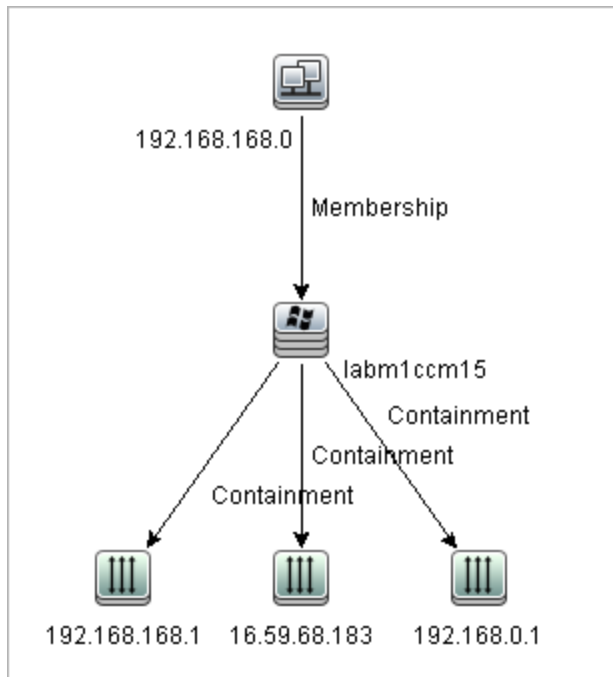 192.168.168.0
Membership
labm1ccm15
Containment
Containment
Containment
192.168.168.1
16.59.68.183
192.168.0.1